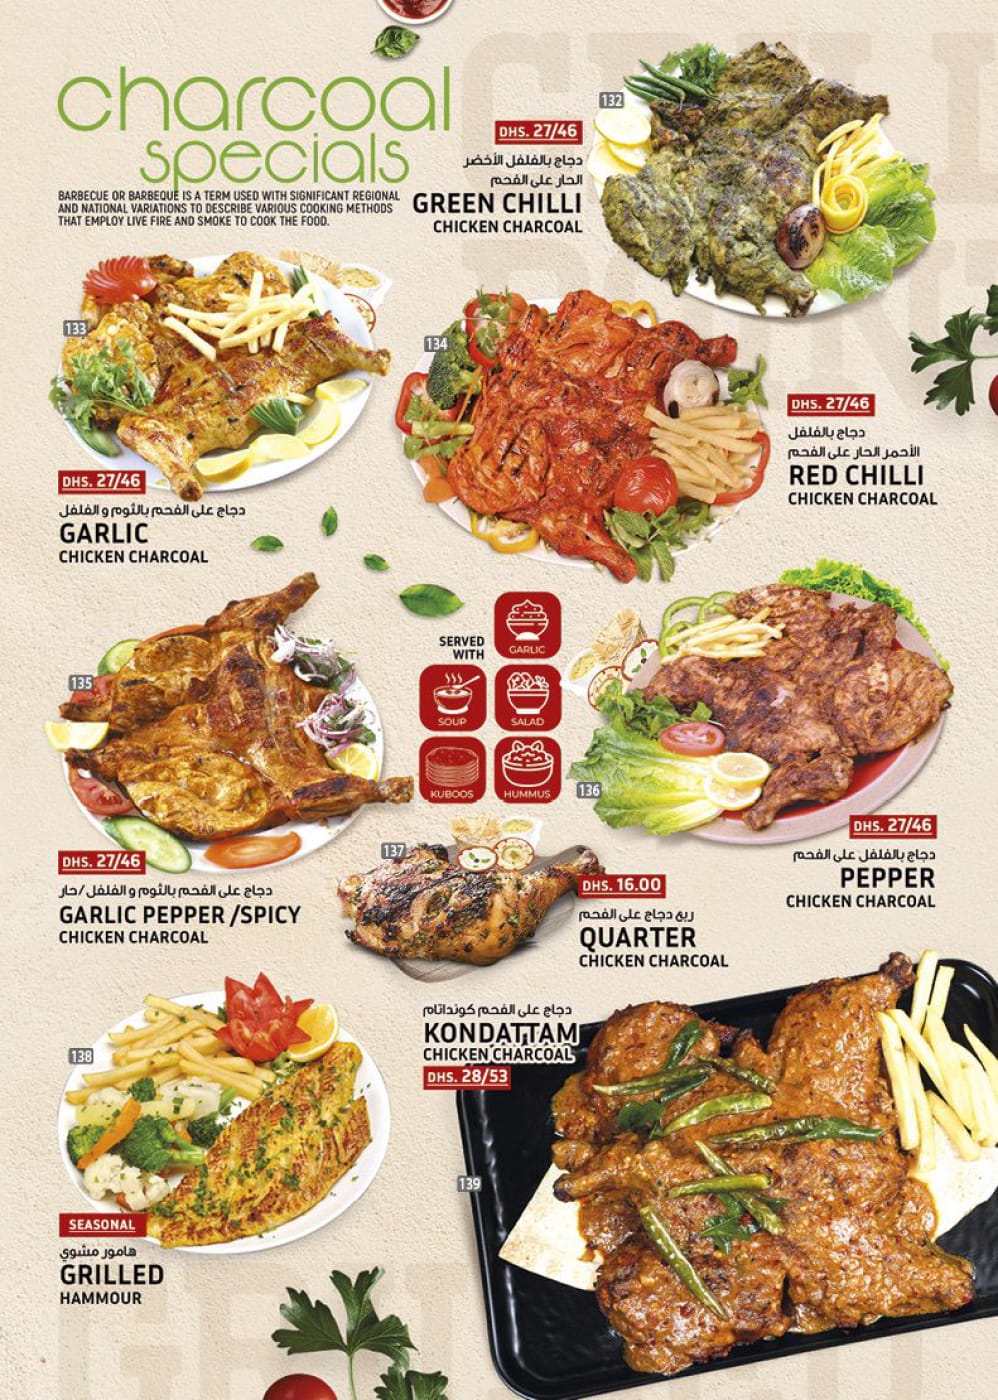 charcoal
specials
BARBECUE OR BARBEQUE IS A TERM USED WITH SIGNIFICANT REGIONAL
AND NATIONAL VARIATIONS TO DESCRIBE VARIOUS COOKING METHODS
THAT EMPLOY LIVE FIRE AND SMOKE TO COOK THE FOOD.
132
DHS. 27/46
دجاج بالفلفل الأخضر
الحار على الفحم
GREEN CHILLI
CHICKEN CHARCOAL
133
DHS. 27/46
دجاج على الفحم بالثوم و الفلفل
GARLIC
CHICKEN CHARCOAL
134
DHS. 27/46
دجاج بالفلفل
الأحمر الحار على الفحم
RED CHILLI
CHICKEN CHARCOAL
135
DHS. 27/46
دجاج على الفحم بالثوم و الفلفل/حار
GARLIC PEPPER /SPICY
CHICKEN CHARCOAL
SERVED
WITH
GARLIC
SOUP
SALAD
KUBOOS
HUMMUS
136
DHS. 27/46
دجاج بالفلفل على الفحم
PEPPER
CHICKEN CHARCOAL
137
DHS. 16.00
ربع دجاج على الفحم
QUARTER
CHICKEN CHARCOAL
138
SEASONAL
هامور مشوي
GRILLED
HAMMOUR
دجاج على الفحم كونداتام
KONDATTAM
CHICKEN CHARCOAL
DHS. 28/53
139